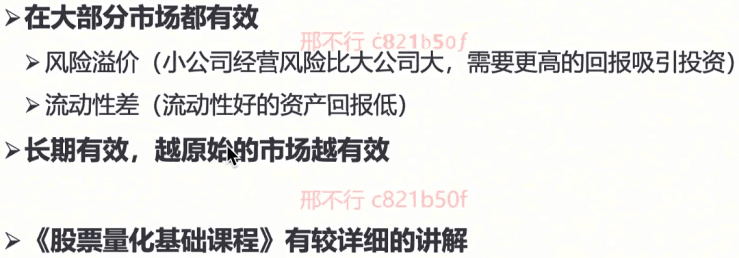 ➢在大部分市场都有效
邢不行 c821b50f
➢风险溢价（小公司经营风险比大公司大，需要更高的回报吸引投资）
➢流动性差（流动性好的资产回报低）
➢长期有效，越原始的市场越有效
邢不行 c821b50f
➢《股票量化基础课程》有较详细的讲解